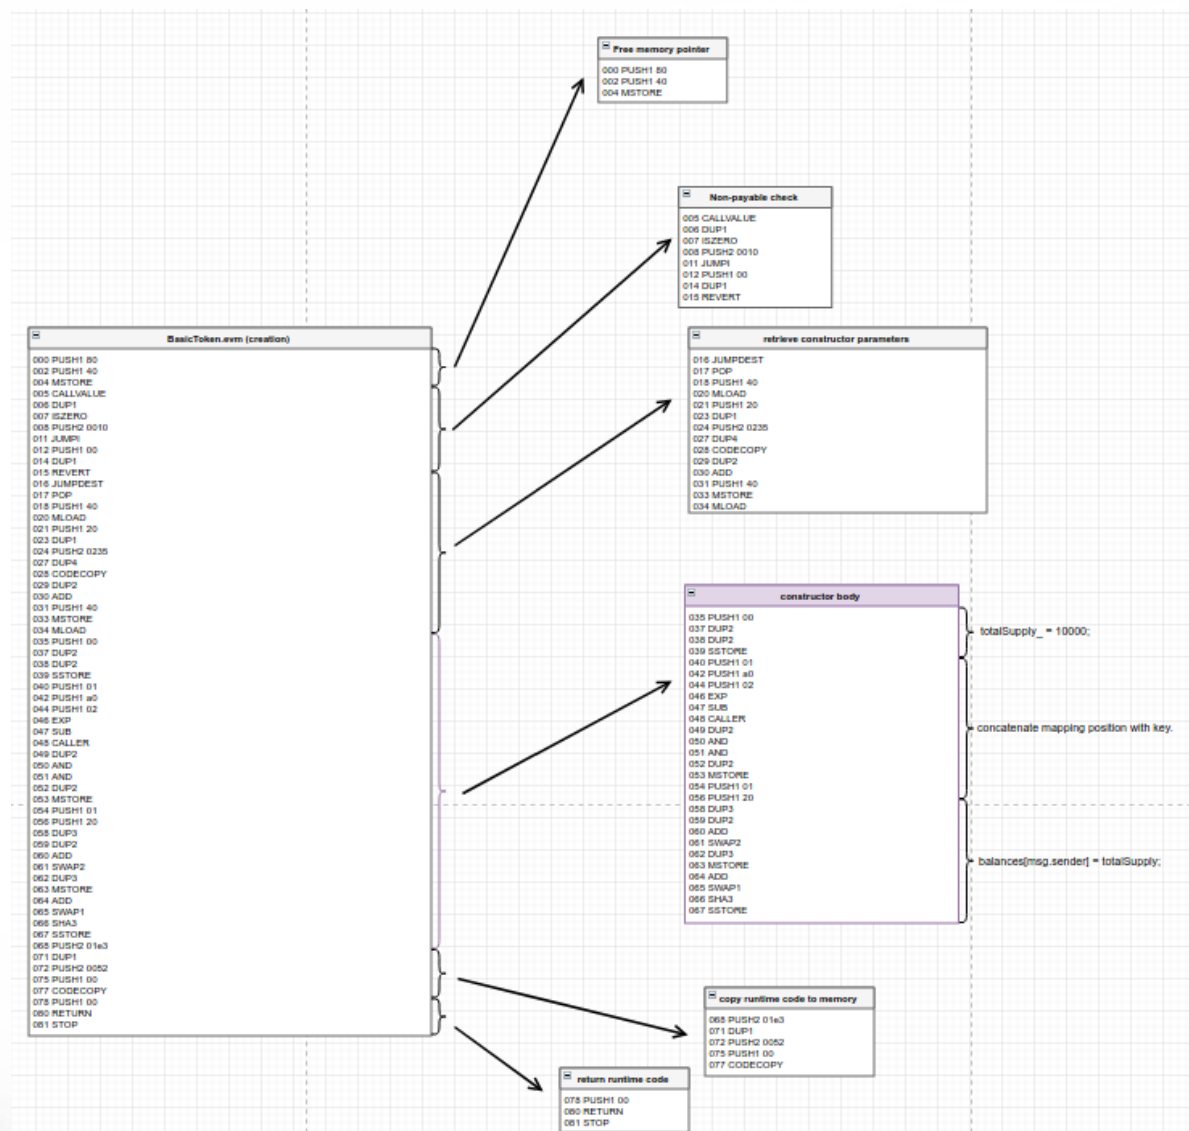 Free memory pointer
000 PUSH1 80
002 PUSH1 40
004 MSTORE
Non-payable check
005 CALLVALUE
006 DUP1
007 ISZERO
008 PUSH2 0010
011 JUMPI
012 PUSH1 00
014 DUP1
015 REVERT
BasicToken.evm (creation)
000 PUSH1 80
002 PUSH1 40
004 MSTORE
005 CALLVALUE
006 DUP1
007 ISZERO
008 PUSH2 0010
011 JUMPI
012 PUSH1 00
014 DUP1
015 REVERT
016 JUMPDEST
017 POP
018 PUSH1 40
020 MLOAD
021 PUSH1 20
023 DUP1
024 PUSH2 0235
027 DUP4
028 CODECOPY
029 DUP2
030 ADD
031 PUSH1 40
033 MSTORE
034 MLOAD
035 PUSH1 00
037 DUP2
038 DUP2
039 SSTORE
040 PUSH1 01
042 PUSH1 a0
044 PUSH1 02
046 EXP
047 SUB
048 CALLER
049 DUP2
050 AND
051 AND
052 DUP2
053 MSTORE
054 PUSH1 01
056 PUSH1 20
058 DUP3
059 DUP2
060 ADD
061 SWAP2
062 DUP3
063 MSTORE
064 ADD
065 SWAP1
066 SHA3
067 SSTORE
068 PUSH2 01e3
071 DUP1
072 PUSH2 0052
075 PUSH1 00
077 CODECOPY
078 PUSH1 00
080 RETURN
081 STOP
retrieve constructor parameters
016 JUMPDEST
017 POP
018 PUSH1 40
020 MLOAD
021 PUSH1 20
023 DUP1
024 PUSH2 0235
027 DUP4
028 CODECOPY
029 DUP2
030 ADD
031 PUSH1 40
033 MSTORE
034 MLOAD
constructor body
035 PUSH1 00
037 DUP2
038 DUP2
039 SSTORE
040 PUSH1 01
042 PUSH1 a0
044 PUSH1 02
046 EXP
047 SUB
048 CALLER
049 DUP2
050 AND
051 AND
052 DUP2
053 MSTORE
054 PUSH1 01
056 PUSH1 20
058 DUP3
059 DUP2
060 ADD
061 SWAP2
062 DUP3
063 MSTORE
064 ADD
065 SWAP1
066 SHA3
067 SSTORE
totalSupply_ = 10000;
concatenate mapping position with key.
balances[msg.sender] = totalSupply;
copy runtime code to memory
068 PUSH2 01e3
071 DUP1
072 PUSH2 0052
075 PUSH1 00
077 CODECOPY
return runtime code
078 PUSH1 00
080 RETURN
081 STOP